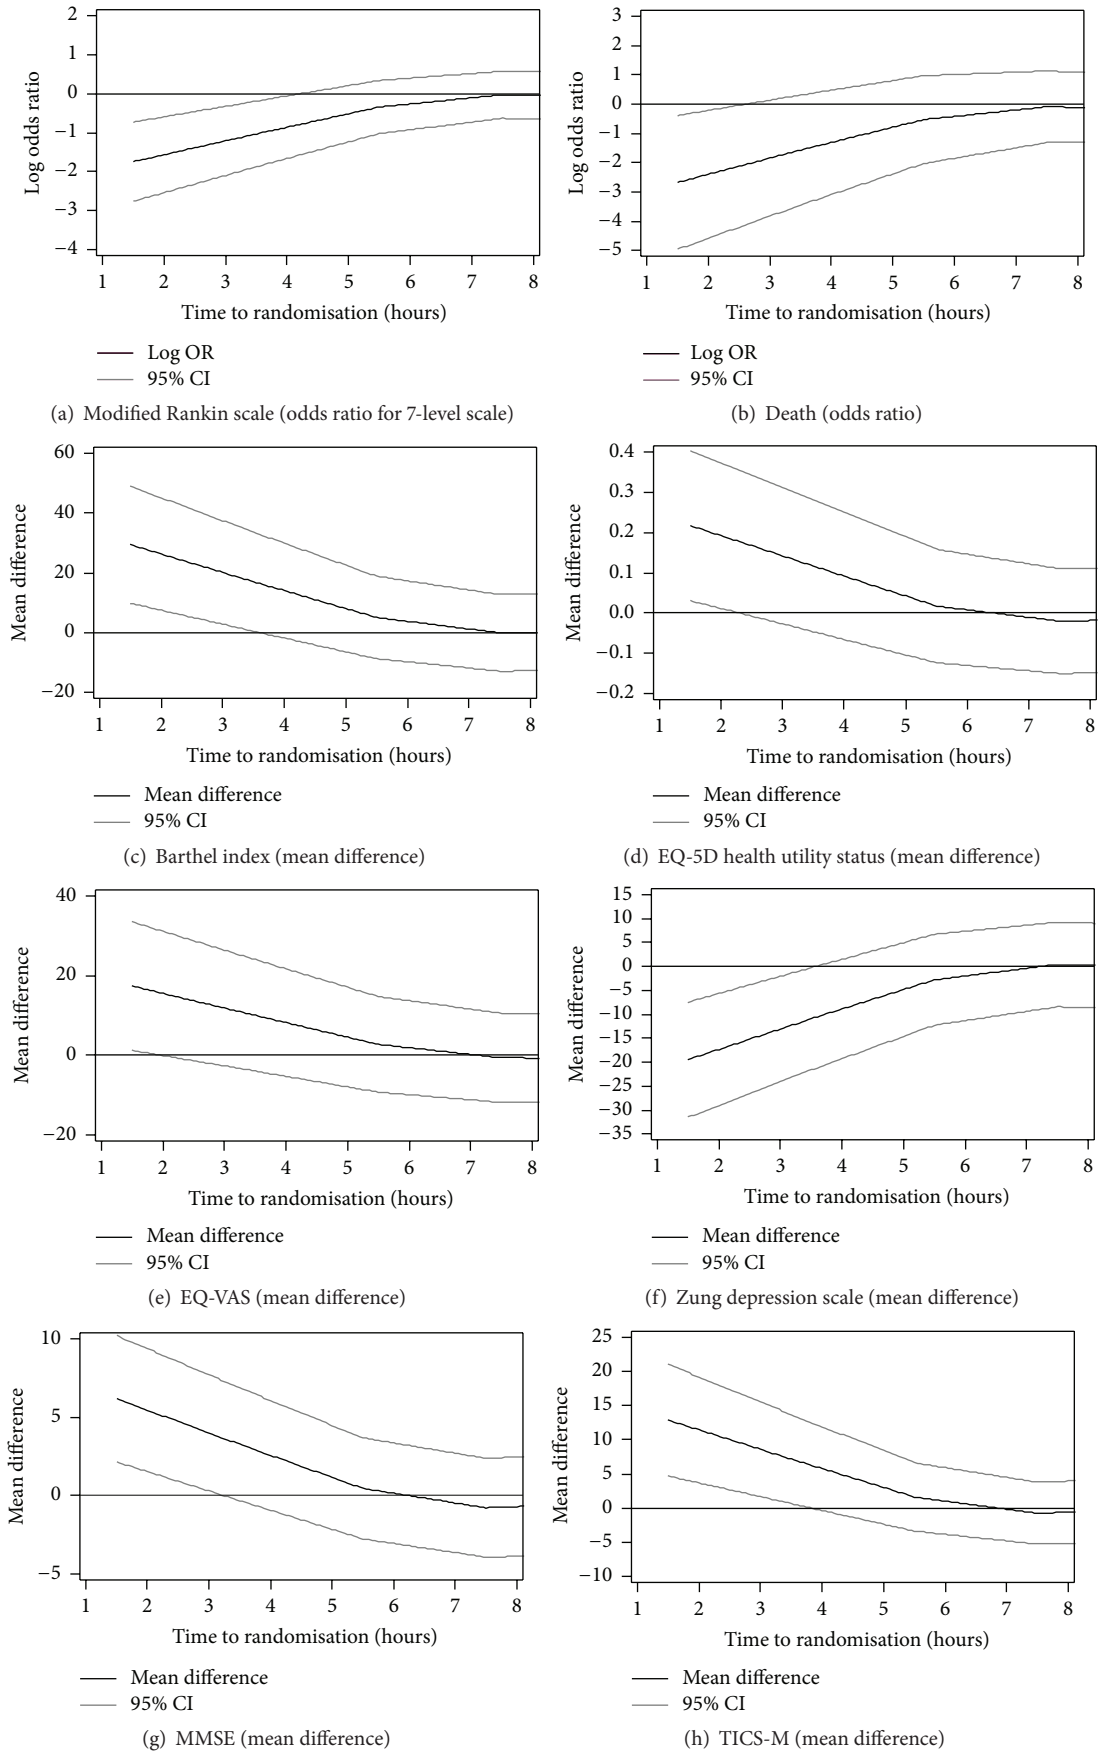 2
1
0
−1
−2
−3
−4
Log odds ratio
1 2 3 4 5 6 7 8
Time to randomisation (hours)
Log OR
95% CI
(a) Modified Rankin scale (odds ratio for 7-level scale)
3
2
1
0
−1
−2
−3
−4
−5
Log odds ratio
1 2 3 4 5 6 7 8
Time to randomisation (hours)
Log OR
95% CI
(b) Death (odds ratio)
60
40
20
0
−20
Mean difference
1 2 3 4 5 6 7 8
Time to randomisation (hours)
Mean difference
95% CI
(c) Barthel index (mean difference)
0.4
0.3
0.2
0.1
0.0
−0.1
−0.2
Mean difference
1 2 3 4 5 6 7 8
Time to randomisation (hours)
Mean difference
95% CI
(d) EQ-5D health utility status (mean difference)
40
20
0
−20
Mean difference
1 2 3 4 5 6 7 8
Time to randomisation (hours)
Mean difference
95% CI
(e) EQ-VAS (mean difference)
15
10
5
0
−5
−10
−15
−20
−25
−30
−35
Mean difference
1 2 3 4 5 6 7 8
Time to randomisation (hours)
Mean difference
95% CI
(f) Zung depression scale (mean difference)
10
5
0
−5
Mean difference
1 2 3 4 5 6 7 8
Time to randomisation (hours)
Mean difference
95% CI
(g) MMSE (mean difference)
25
20
15
10
5
0
−5
−10
Mean difference
1 2 3 4 5 6 7 8
Time to randomisation (hours)
Mean difference
95% CI
(h) TICS-M (mean difference)